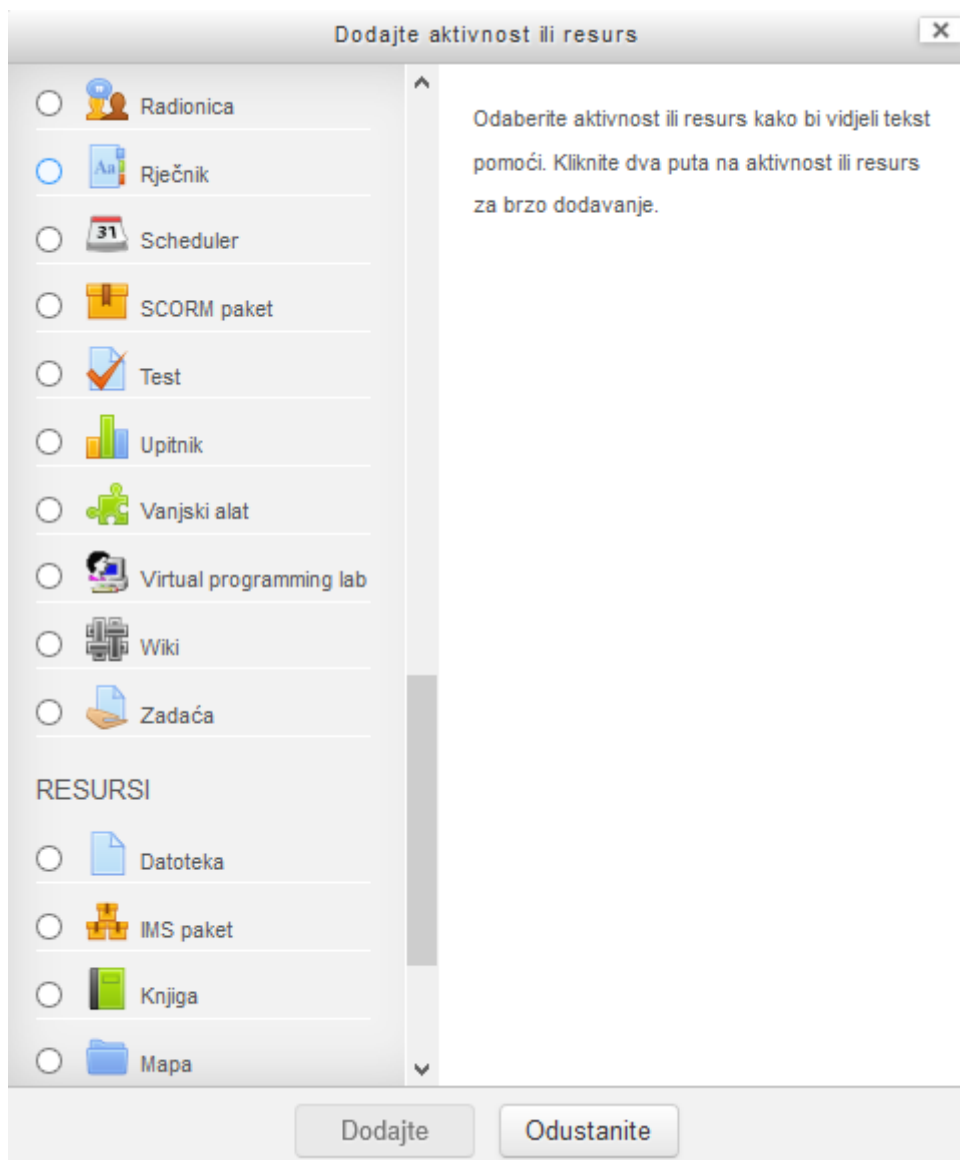 Dodajte aktivnost ili resurs
Radionica
Rječnik
Scheduler
SCORM paket
Test
Upitnik
Vanjski alat
Virtual programming lab
Wiki
Zadaća
RESURSI
Datoteka
IMS paket
Knjiga
Mapa
Odaberite aktivnost ili resurs kako bi vidjeli tekst
pomoći. Kliknite dva puta na aktivnost ili resurs
za brzo dodavanje.
Dodajte
Odustanite